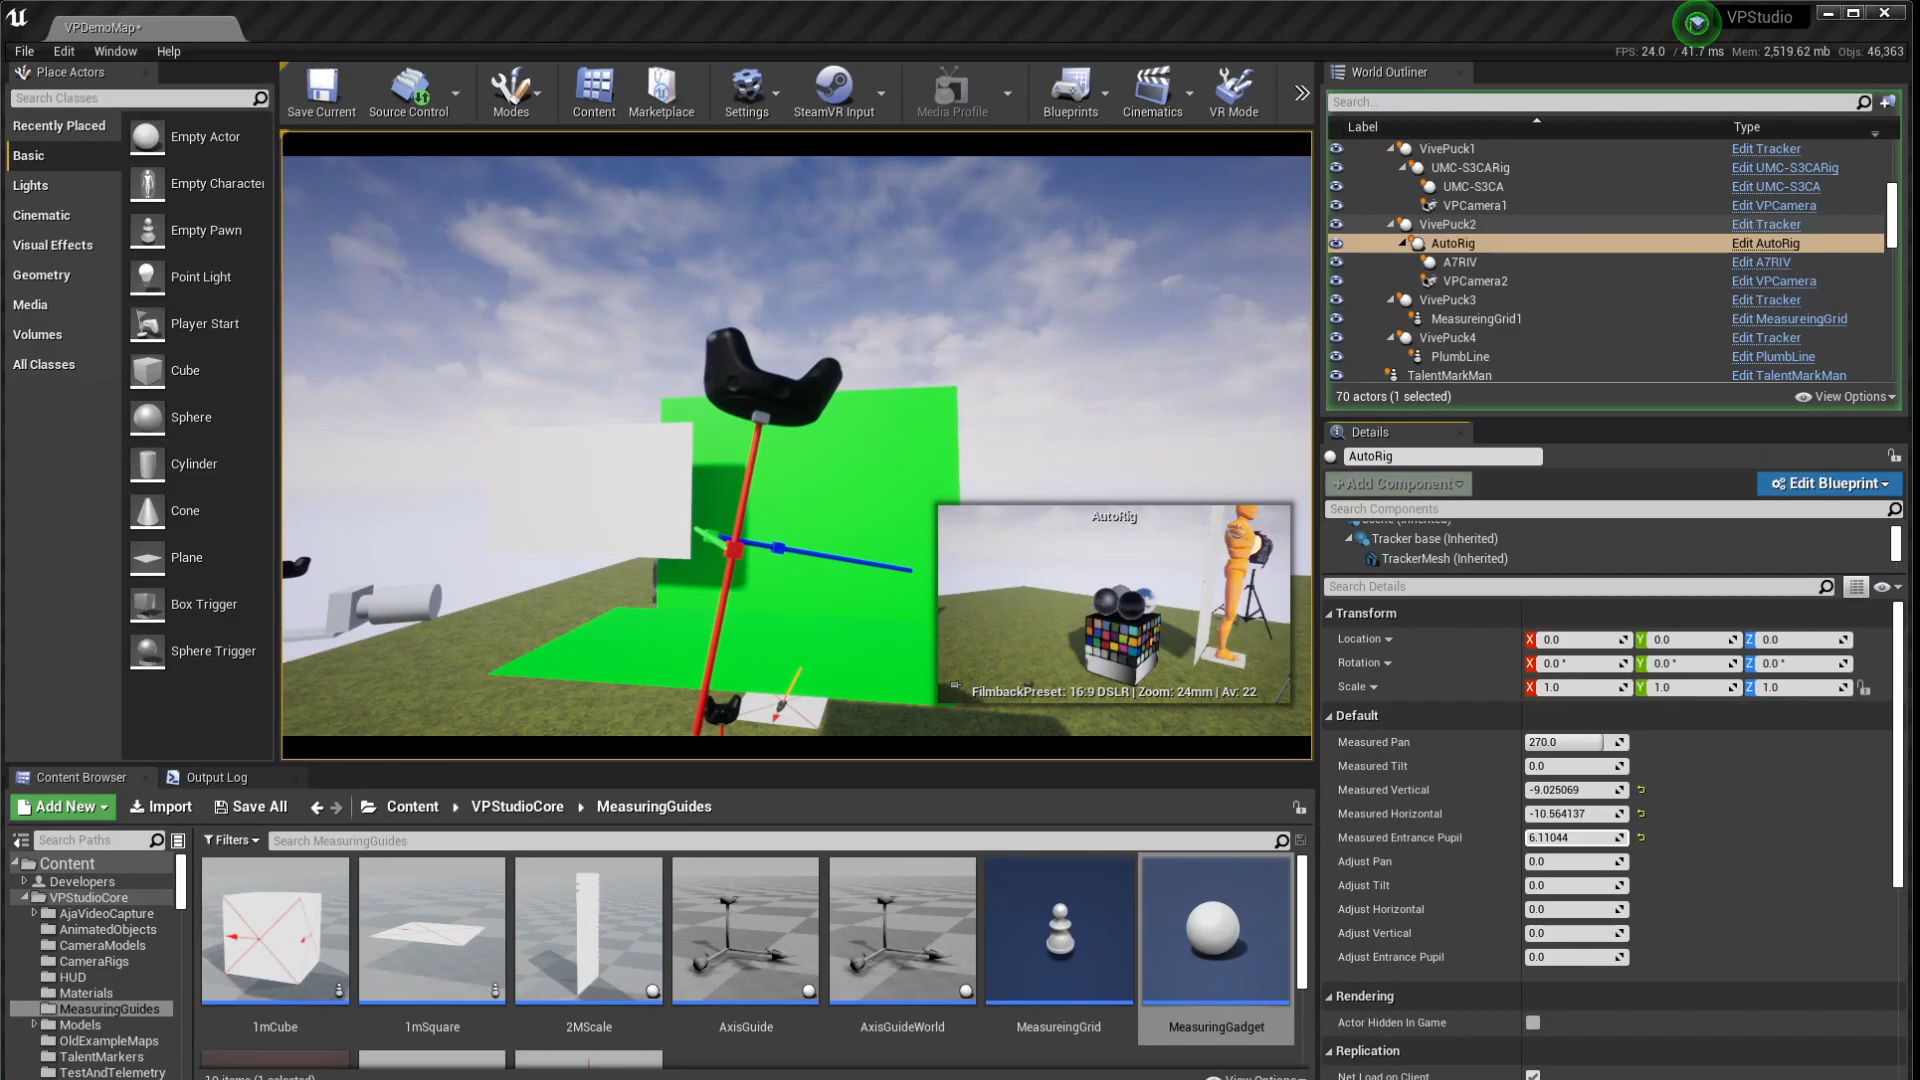 VPDemoMap*
VPStudio
File Edit Window Help
FPS: 24.0 / 41.7 ms Mem: 2,519.62 mb Objs: 46,363
Place Actors
Search Classes
Recently Placed
Basic
Lights
Cinematic
Visual Effects
Geometry
Media
Volumes
All Classes
Empty Actor
Empty Character
Empty Pawn
Point Light
Player Start
Cube
Sphere
Cylinder
Cone
Plane
Box Trigger
Sphere Trigger
Save Current Source Control Modes Content Marketplace Settings SteamVR Input Media Profile Blueprints Cinematics VR Mode
AutoRig
FilmbackPreset: 16:9 DSLR | Zoom: 24mm | Av: 22
World Outliner
Search...
Label Type
VivePuck1 Edit Tracker
UMC-S3CARig Edit UMC-S3CARig
UMC-S3CA Edit UMC-S3CA
VPCamera1 Edit VPCamera
VivePuck2 Edit Tracker
AutoRig Edit AutoRig
A7RIV Edit A7RIV
VPCamera2 Edit VPCamera
VivePuck3 Edit Tracker
MeasureingGrid1 Edit MeasureingGrid
VivePuck4 Edit Tracker
PlumbLine Edit PlumbLine
TalentMarkMan Edit TalentMarkMan
70 actors (1 selected) View Options
Details
AutoRig
+Add Component Edit Blueprint
Search Components
Scene (Inherited)
Tracker base (Inherited)
TrackerMesh (Inherited)
Search Details
Transform
Location X 0.0 Y 0.0 Z 0.0
Rotation X 0.0 ° Y 0.0 ° Z 0.0 °
Scale X 1.0 Y 1.0 Z 1.0
Default
Measured Pan 270.0
Measured Tilt 0.0
Measured Vertical -9.025069
Measured Horizontal -10.564137
Measured Entrance Pupil 6.11044
Adjust Pan 0.0
Adjust Tilt 0.0
Adjust Horizontal 0.0
Adjust Vertical 0.0
Adjust Entrance Pupil 0.0
Rendering
Actor Hidden In Game
Replication
Net Load on Client
Content Browser Output Log
Add New Import Save All Content VPStudioCore MeasuringGuides
Search Paths
Filters Search MeasuringGuides
Content
Developers
VPStudioCore
AjaVideoCapture
AnimatedObjects
CameraModels
CameraRigs
HUD
Materials
MeasuringGuides
Models
OldExampleMaps
TalentMarkers
TestAndTelemetry
1mCube 1mSquare 2MScale AxisGuide AxisGuideWorld MeasureingGrid MeasuringGadget
10 items (1 selected) View Options